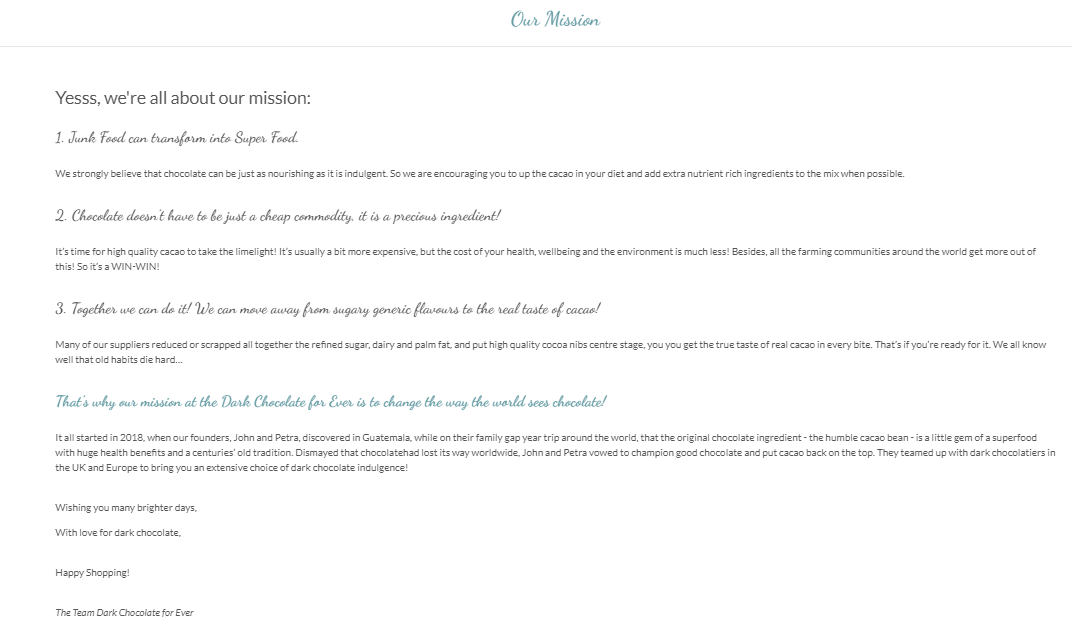 Our Mission
Yesss, we're all about our mission:
1. Junk Food can transform into Super Food.
We strongly believe that chocolate can be just as nourishing as it is indulgent. So we are encouraging you to up the cacao in your diet and add extra nutrient rich ingredients to the mix when possible.
2. Chocolate doesn't have to be just a cheap commodity, it is a precious ingredient!
It's time for high quality cacao to take the limelight! It's usually a bit more expensive, but the cost of your health, wellbeing and the environment is much less! Besides, all the farming communities around the world get more out of
this! So it's a WIN-WIN!
3. Together we can do it! We can move away from sugary generic flavours to the real taste of cacao!
Many of our suppliers reduced or scrapped all together the refined sugar, dairy and palm fat, and put high quality cocoa nibs centre stage, you you get the true taste of real cacao in every bite. That's if you're ready for it. We all know
well that old habits die hard...
That's why our mission at the Dark Chocolate for Ever is to change the way the world sees chocolate!
It all started in 2018, when our founders, John and Petra, discovered in Guatemala, while on their family gap year trip around the world, that the original chocolate ingredient - the humble cacao bean - is a little gem of a superfood
with huge health benefits and a centuries' old tradition. Dismayed that chocolatehad lost its way worldwide, John and Petra vowed to champion good chocolate and put cacao back on the top. They teamed up with dark chocolatiers in
the UK and Europe to bring you an extensive choice of dark chocolate indulgence!
Wishing you many brighter days,
With love for dark chocolate,
Happy Shopping!
The Team Dark Chocolate for Ever